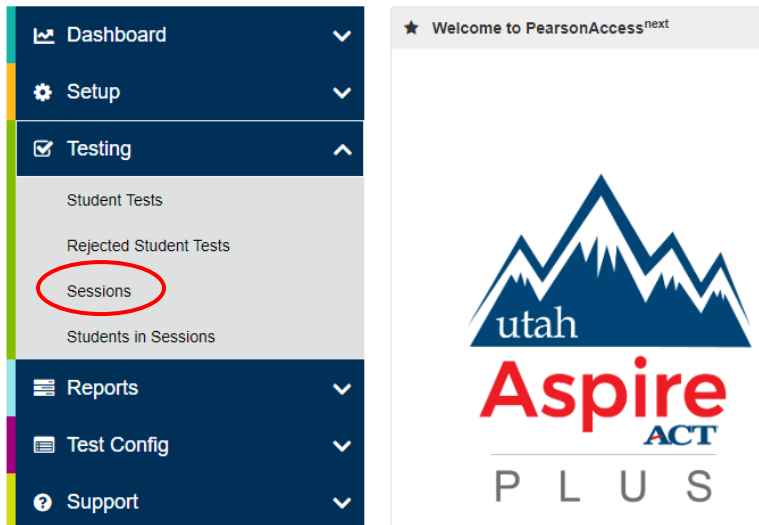 Dashboard
Setup
Testing
Student Tests
Rejected Student Tests
Sessions
Students in Sessions
Reports
Test Config
Support
Welcome to PearsonAccessnext
utah
Aspire
ACT
PLUS